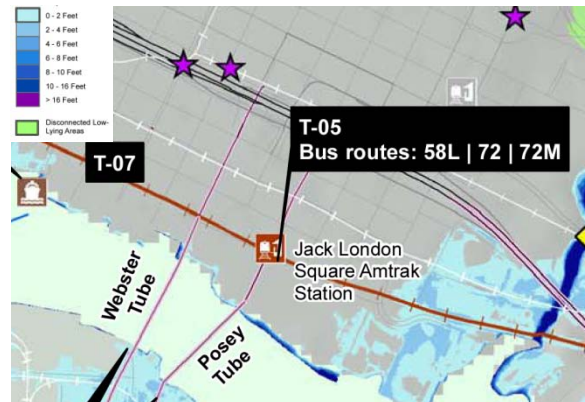 0 - 2 Feet
2 - 4 Feet
4 - 6 Feet
6 - 8 Feet
8 - 10 Feet
10 - 16 Feet
> 16 Feet
Disconnected Low-
Lying Areas
T-05
Bus routes: 58L | 72 | 72M
T-07
Jack London
Square Amtrak
Station
Webster
Tube
Posey
Tube